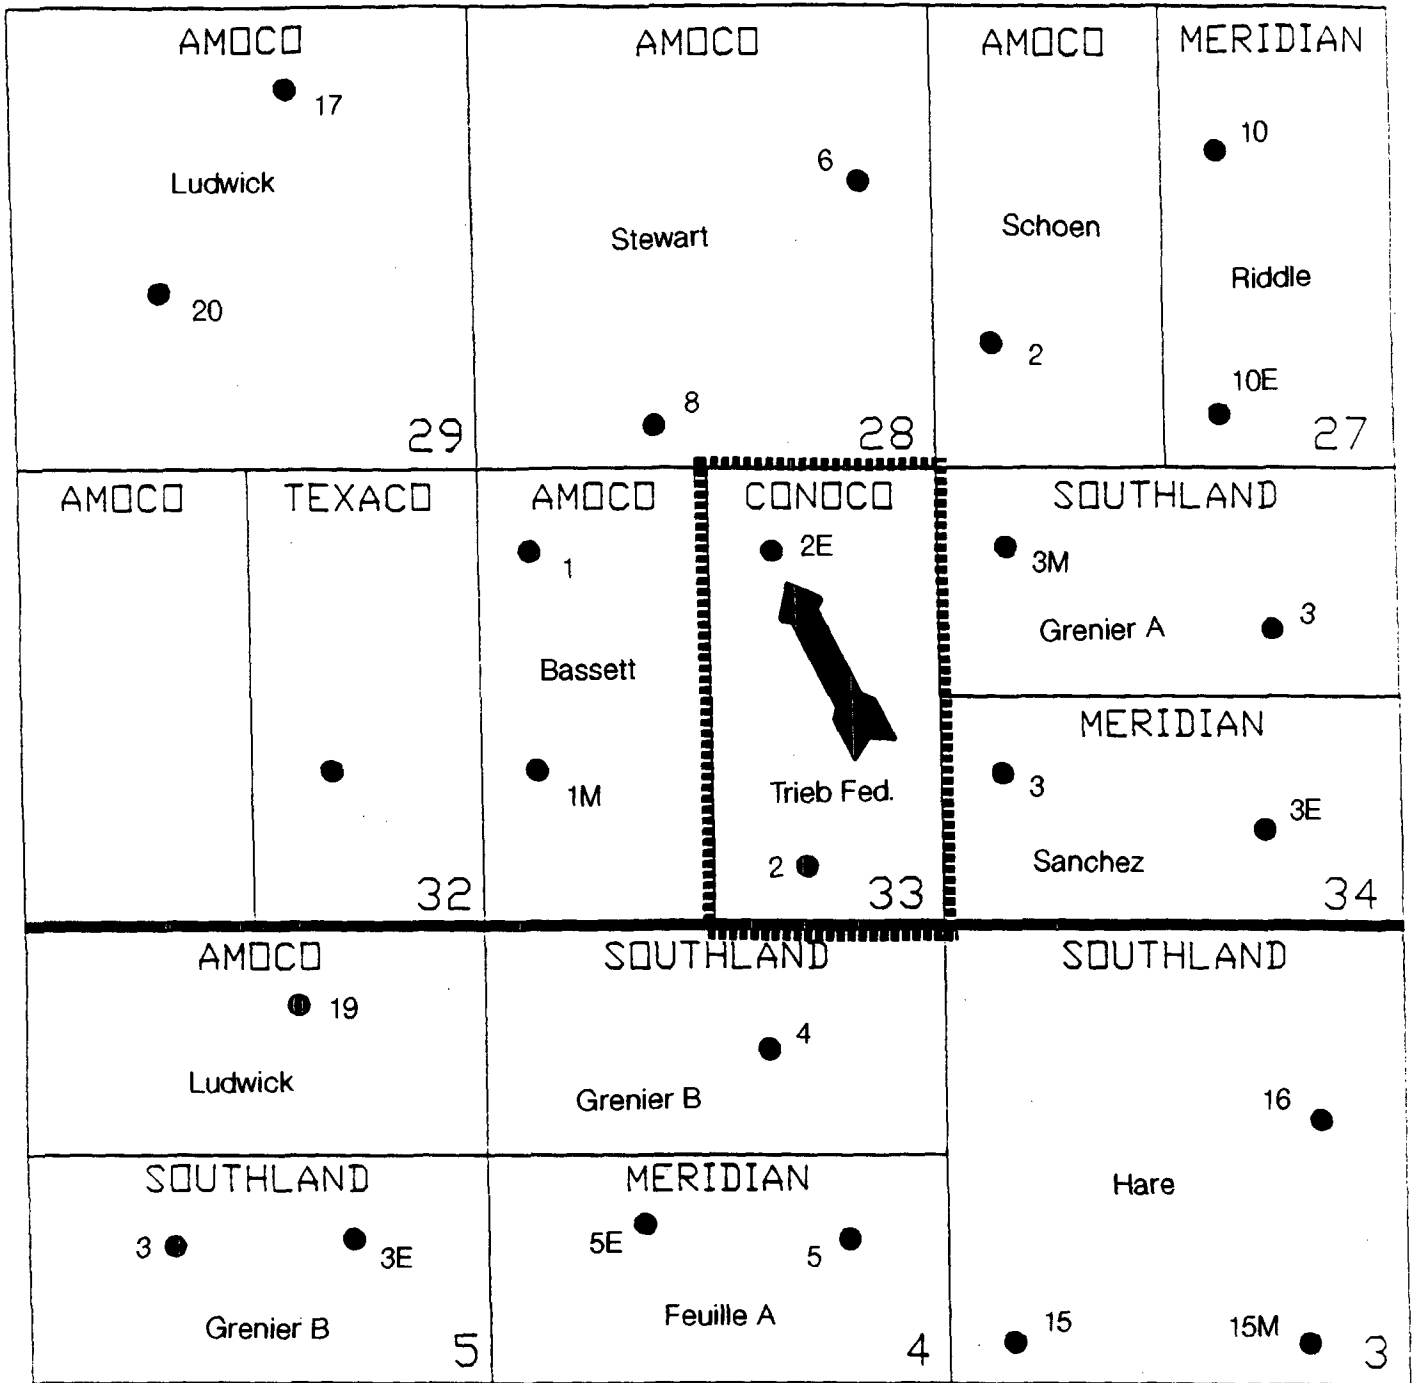 AMOCO
17
Ludwick
20
29
AMOCO
6
Stewart
8
28
AMOCO
Schoen
2
MERIDIAN
10
Riddle
10E
27
AMOCO
TEXACO
32
AMOCO
1
Bassett
1M
CONOCO
2E
Trieb Fed.
2
33
SOUTHLAND
3M
3
Grenier A
MERIDIAN
3
3E
Sanchez
34
AMOCO
19
Ludwick
SOUTHLAND
4
Grenier B
SOUTHLAND
16
Hare
15
15M
3
SOUTHLAND
3
3E
Grenier B
5
MERIDIAN
5E
5
Feuille A
4